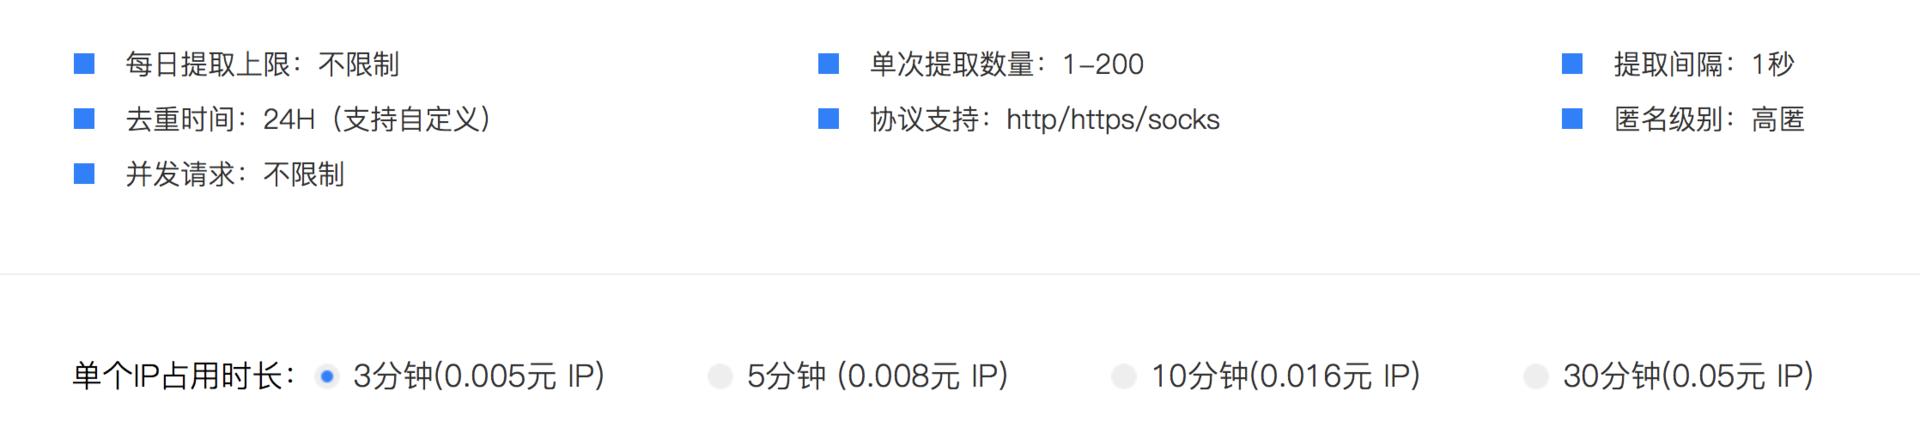 每日提取上限：不限制 单次提取数量：1-200 提取间隔：1秒
去重时间：24H（支持自定义） 协议支持：http/https/socks 匿名级别：高匿
并发请求：不限制
单个IP占用时长： 3分钟(0.005元 IP) 5分钟 (0.008元 IP) 10分钟(0.016元 IP) 30分钟(0.05元 IP)